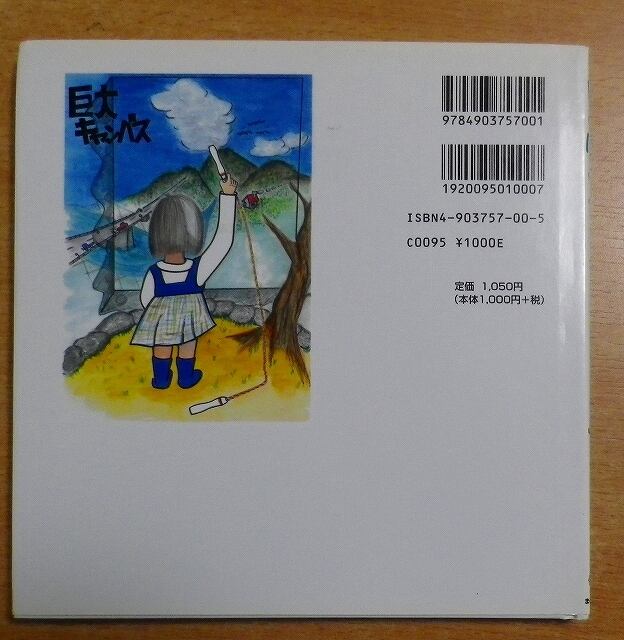 巨大
キャンバス
9784903757001
1920095010007
ISBN4-903757-00-5
C0095 ¥1000E
定価 1,050円
(本体1,000円+税)